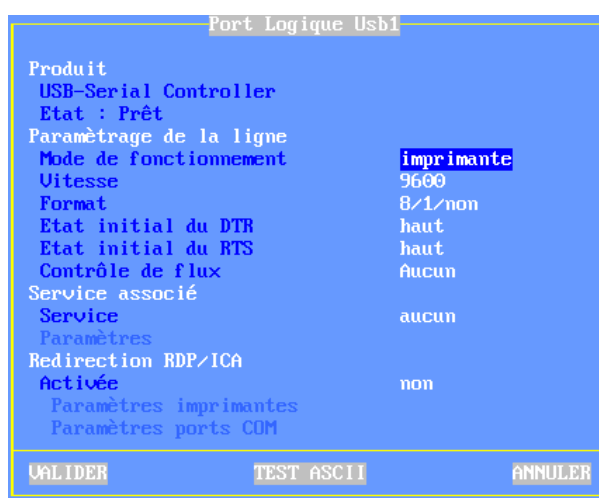 Port Logique Usb1
Produit
USB-Serial Controller
Etat : Prêt
Paramètrage de la ligne
Mode de fonctionnement imprimante
Vitesse 9600
Format 8/1/non
Etat initial du DTR haut
Etat initial du RTS haut
Contrôle de flux Aucun
Service associé
Service aucun
Paramètres
Redirection RDP/ICA
Activée non
Paramètres imprimantes
Paramètres ports COM
VALIDER TEST ASCII ANNULER